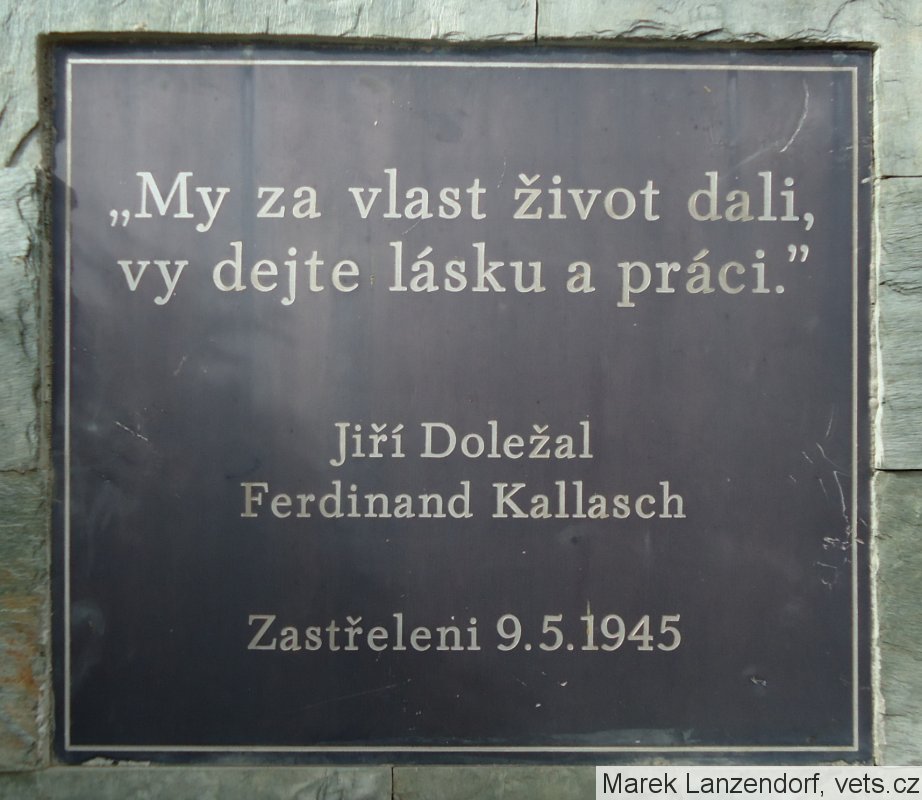 „My za vlast život dali,
vy dejte lásku a práci.”
Jiří Doležal
Ferdinand Kallasch
Zastřeleni 9.5.1945
Marek Lanzendorf, vets.cz